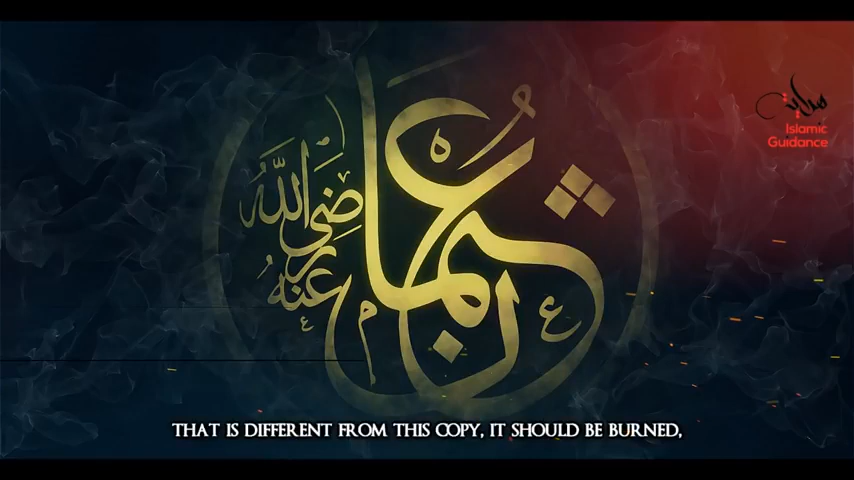 عثمان
رضي الله عنه
هداية
Islamic
Guidance
THAT IS DIFFERENT FROM THIS COPY, IT SHOULD BE BURNED,